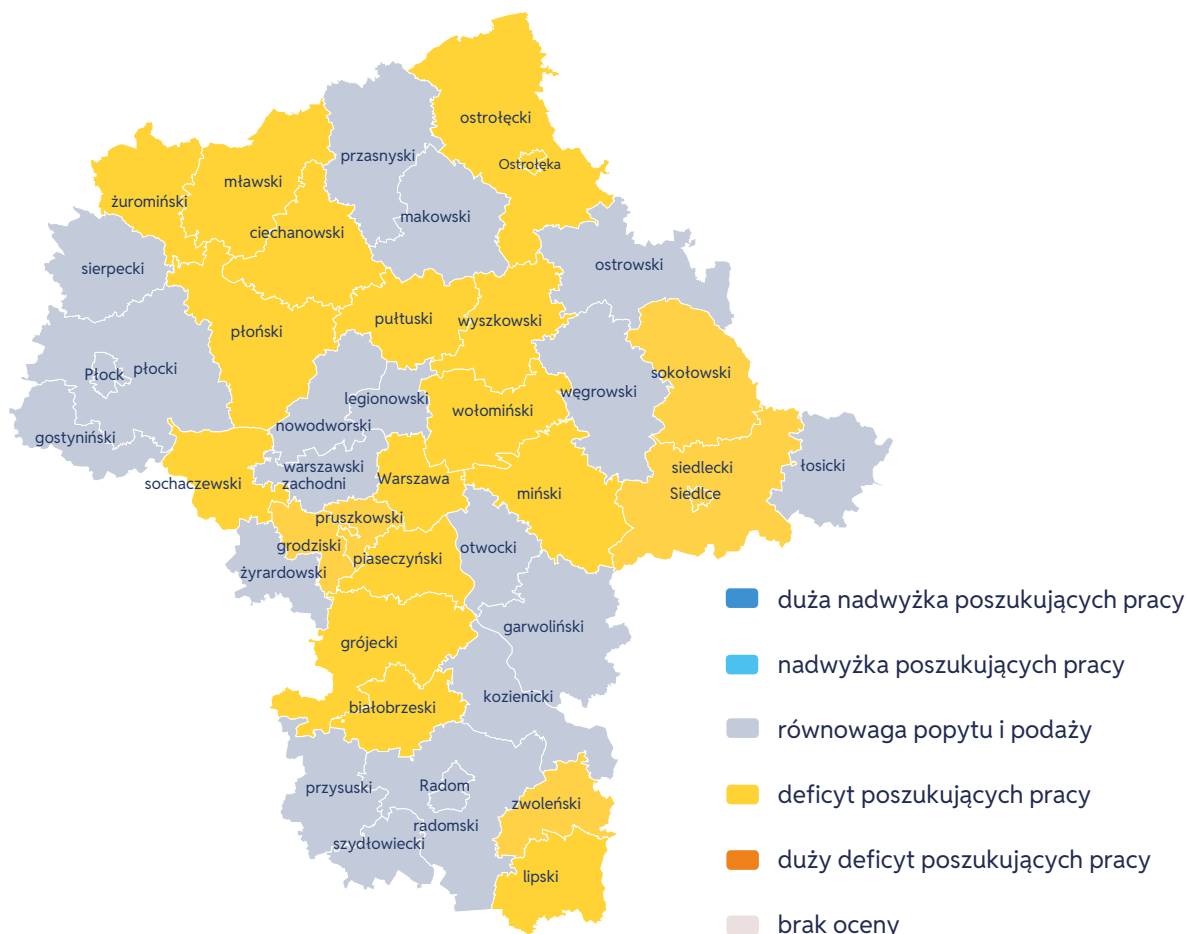 ostrołęcki
przasnyski
Ostrołęka
mławski
żuromiński
makowski
ciechanowski
ostrowski
sierpecki
pułtuski
wyszkowski
płoński
płocki
Płock
sokołowski
węgrowski
legionowski
wołomiński
nowodworski
gostyniński
warszawski
zachodni
siedlecki
łosicki
Warszawa
sochaczewski
miński
Siedlce
pruszkowski
grodziski
otwocki
piaseczyński
żyrardowski
duża nadwyżka poszukujących pracy
garwoliński
grójecki
nadwyżka poszukujących pracy
kozienicki
białobrzeski
równowaga popytu i podaży
przysuski
Radom
deficyt poszukujących pracy
zwoleński
radomski
szydłowiecki
duży deficyt poszukujących pracy
lipski
brak oceny